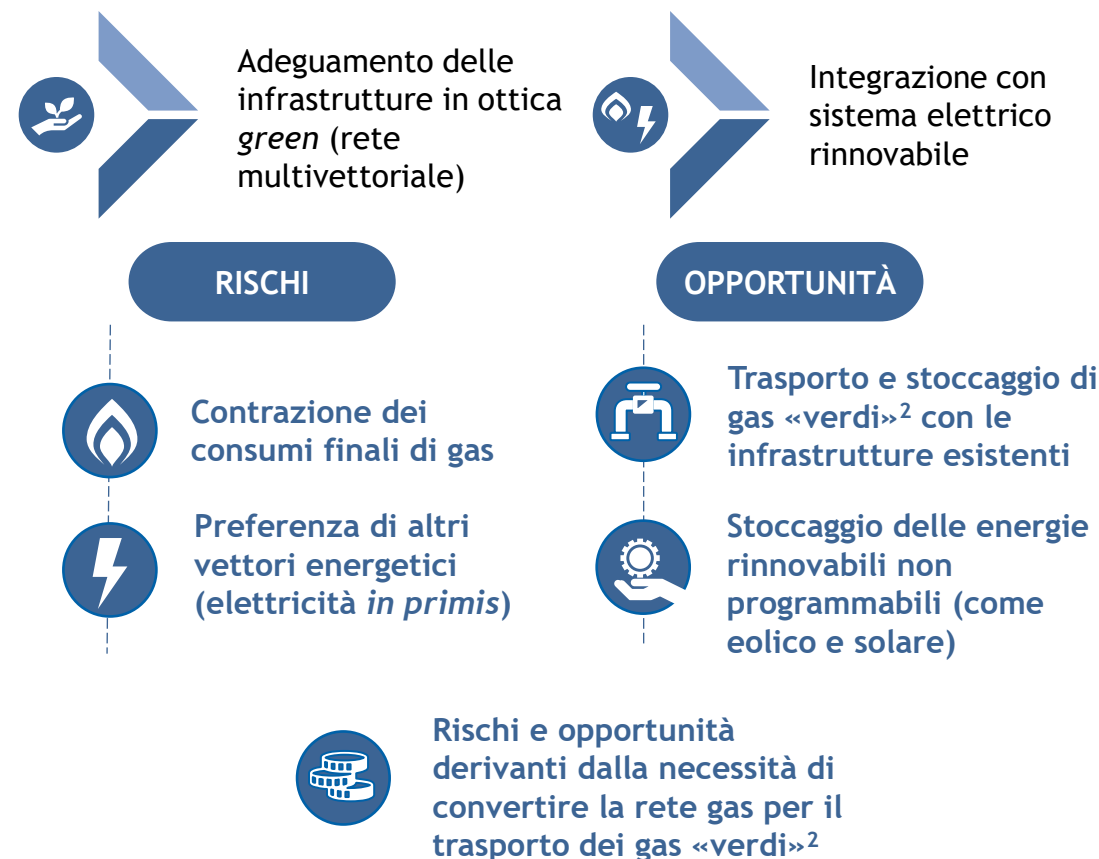 Adeguamento delle
infrastrutture in ottica
green (rete
multivettoriale)
Integrazione con
sistema elettrico
rinnovabile
RISCHI
OPPORTUNITÀ
Contrazione dei
consumi finali di gas
Preferenza di altri
vettori energetici
(elettricità in primis)
Trasporto e stoccaggio di
gas «verdi»² con le
infrastrutture esistenti
Stoccaggio delle energie
rinnovabili non
programmabili (come
eolico e solare)
Rischi e opportunità
derivanti dalla necessità di
convertire la rete gas per il
trasporto dei gas «verdi»²